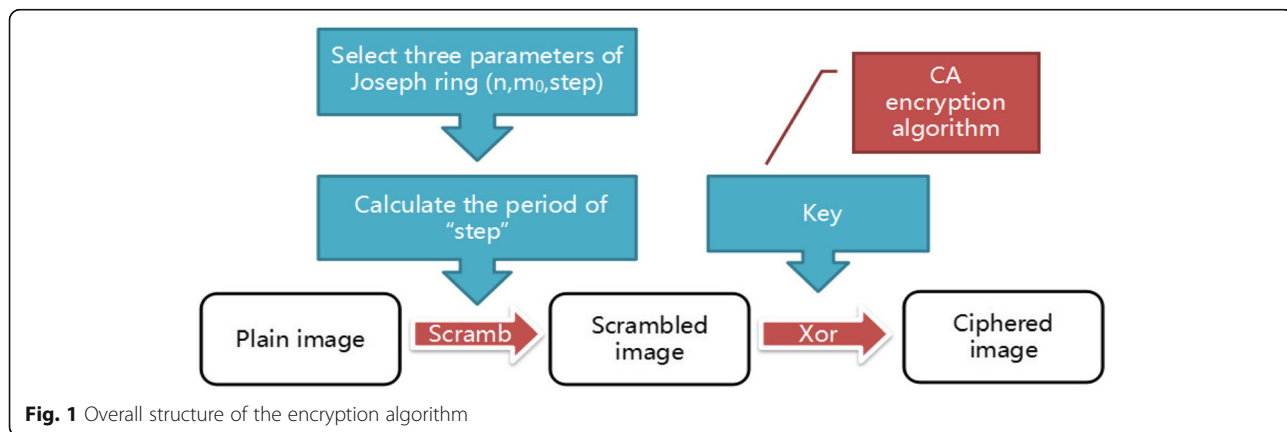 Select three parameters of
Joseph ring (n,m₀,step)
CA
encryption
algorithm
Calculate the period of
“step”
Key
Plain image
Scramb
Scrambled
image
Xor
Ciphered
image
Fig. 1 Overall structure of the encryption algorithm